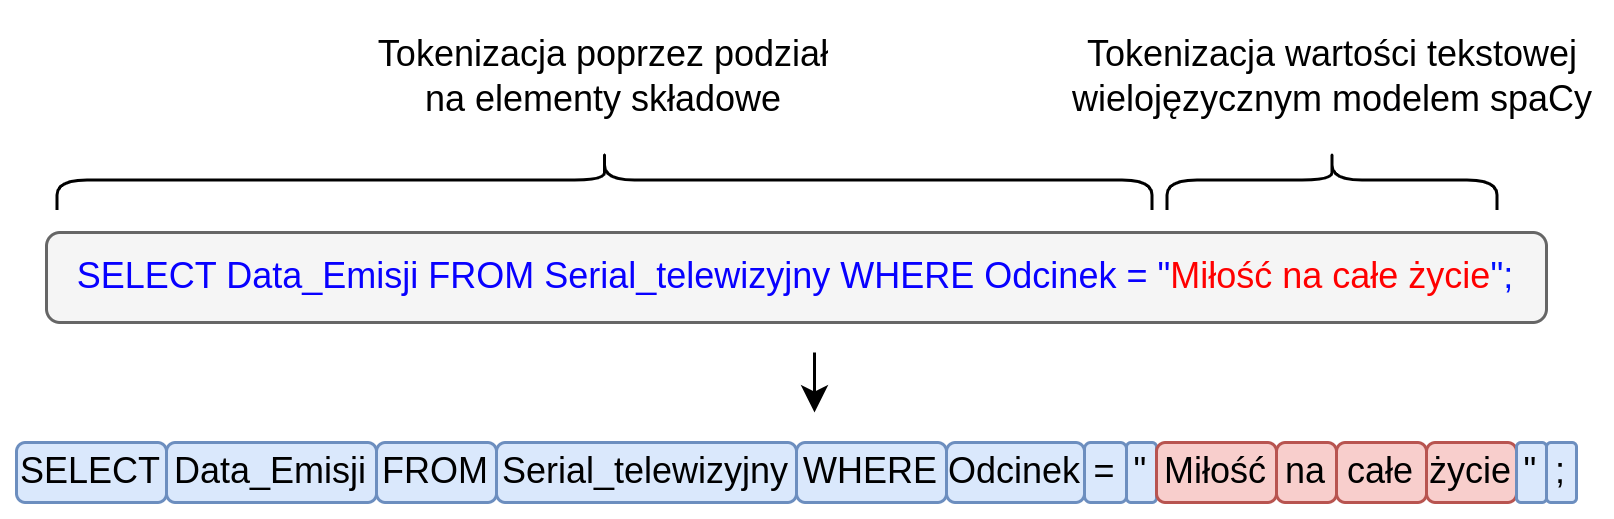 Tokenizacja poprzez podział
na elementy składowe
Tokenizacja wartości tekstowej
wielojęzycznym modelem spaCy
SELECT Data_Emisji FROM Serial_telewizyjny WHERE Odcinek = "Miłość na całe życie";
SELECT Data_Emisji FROM Serial_telewizyjny WHERE Odcinek = " Miłość na całe życie " ;